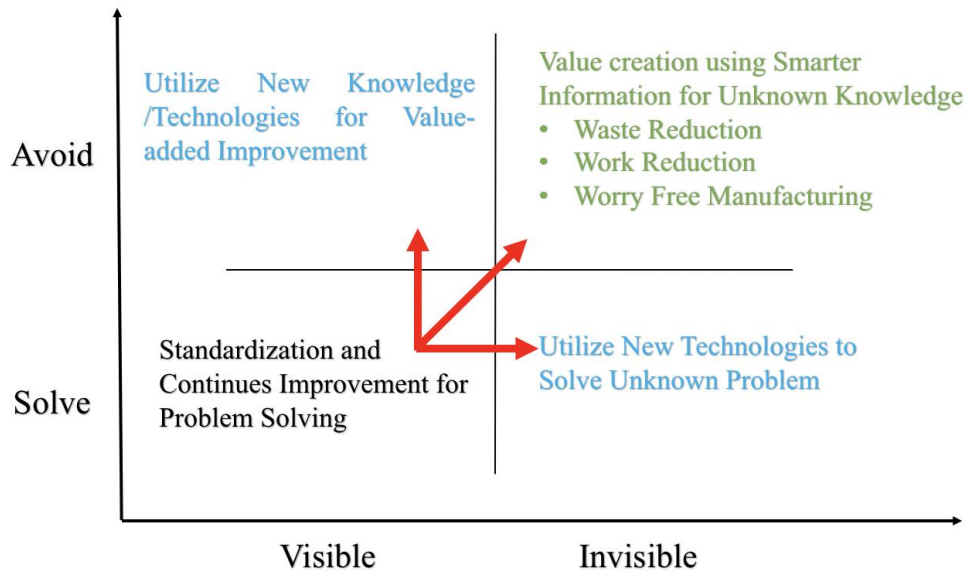 Utilize New Knowledge
/Technologies for Value-
added Improvement
Value creation using Smarter
Information for Unknown Knowledge
• Waste Reduction
• Work Reduction
• Worry Free Manufacturing
Avoid
Standardization and
Continues Improvement for
Problem Solving
Utilize New Technologies to
Solve Unknown Problem
Solve
Visible
Invisible